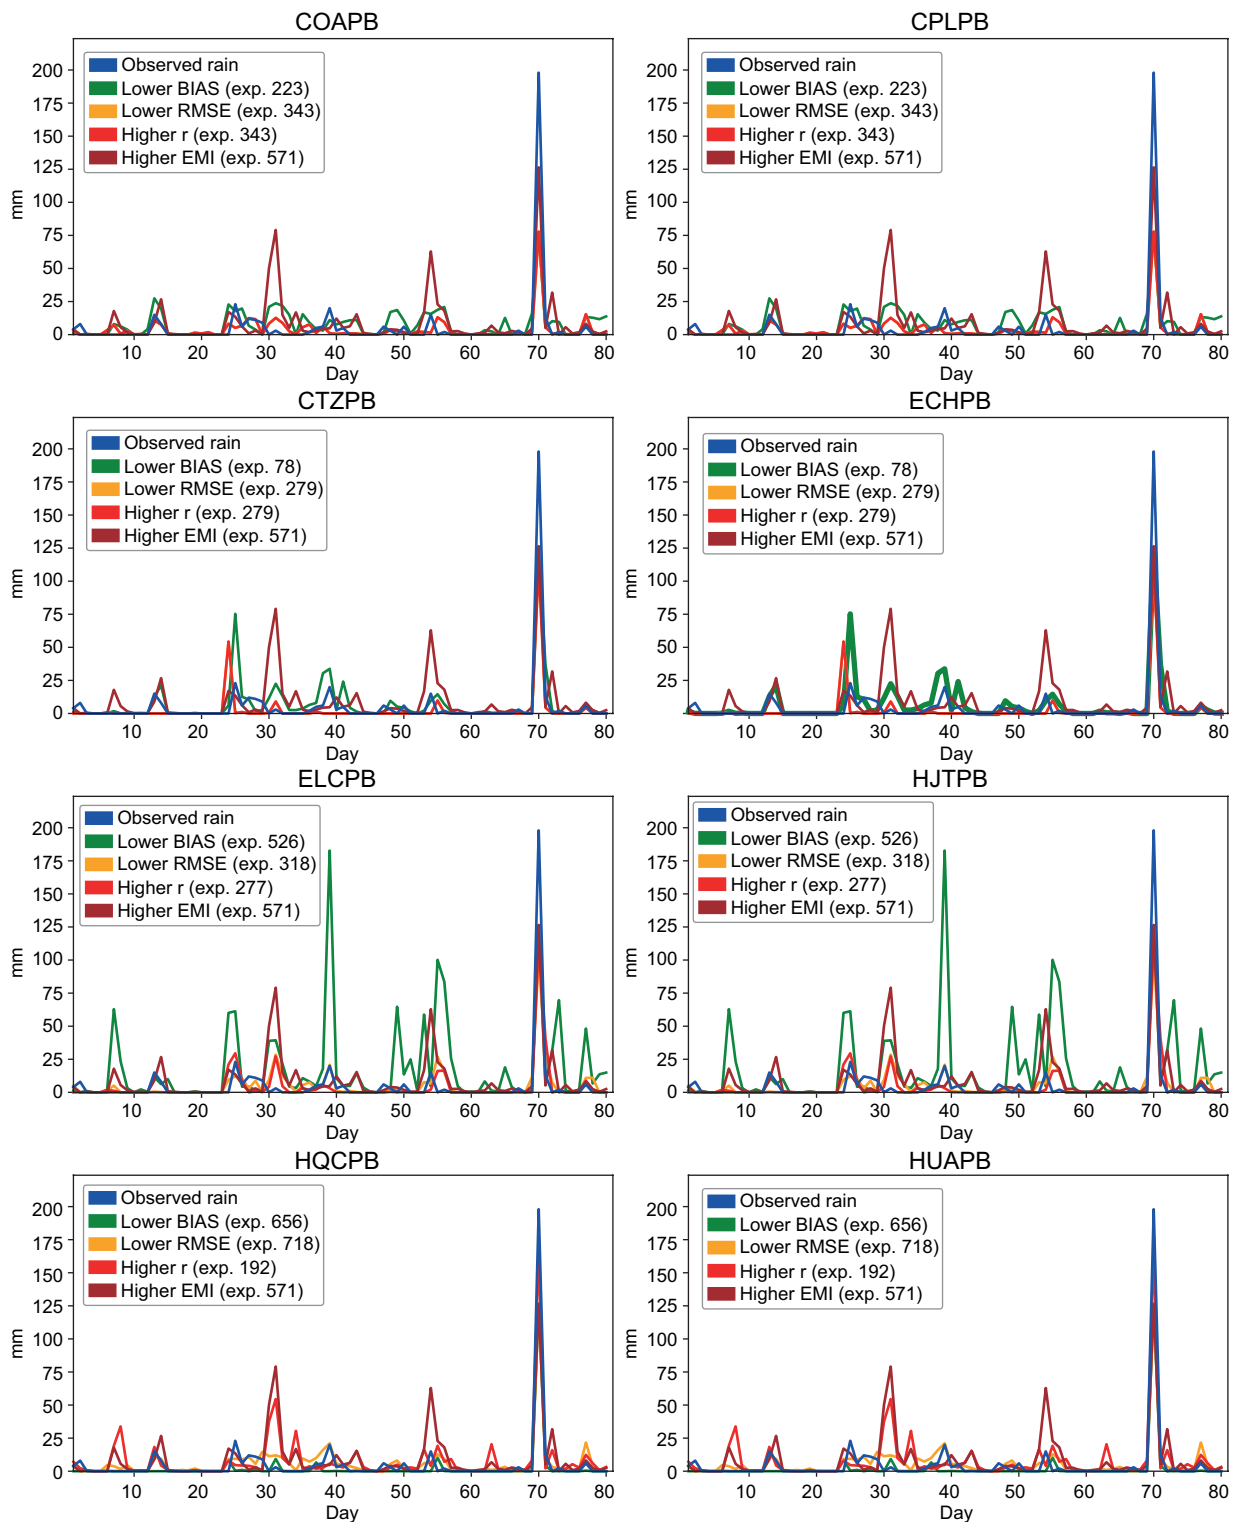 COAPB
Observed rain
Lower BIAS (exp. 223)
Lower RMSE (exp. 343)
Higher r (exp. 343)
Higher EMI (exp. 571)
200
175
150
125
100
75
50
25
0
mm
10 20 30 40 50 60 70 80
Day
CPLPB
Observed rain
Lower BIAS (exp. 223)
Lower RMSE (exp. 343)
Higher r (exp. 343)
Higher EMI (exp. 571)
200
175
150
125
100
75
50
25
0
mm
10 20 30 40 50 60 70 80
Day
CTZPB
Observed rain
Lower BIAS (exp. 78)
Lower RMSE (exp. 279)
Higher r (exp. 279)
Higher EMI (exp. 571)
200
175
150
125
100
75
50
25
0
mm
10 20 30 40 50 60 70 80
Day
ECHPB
Observed rain
Lower BIAS (exp. 78)
Lower RMSE (exp. 279)
Higher r (exp. 279)
Higher EMI (exp. 571)
200
175
150
125
100
75
50
25
0
mm
10 20 30 40 50 60 70 80
Day
ELCPB
Observed rain
Lower BIAS (exp. 526)
Lower RMSE (exp. 318)
Higher r (exp. 277)
Higher EMI (exp. 571)
200
175
150
125
100
75
50
25
0
mm
10 20 30 40 50 60 70 80
Day
HJTPB
Observed rain
Lower BIAS (exp. 526)
Lower RMSE (exp. 318)
Higher r (exp. 277)
Higher EMI (exp. 571)
200
175
150
125
100
75
50
25
0
mm
10 20 30 40 50 60 70 80
Day
HQCPB
Observed rain
Lower BIAS (exp. 656)
Lower RMSE (exp. 718)
Higher r (exp. 192)
Higher EMI (exp. 571)
200
175
150
125
100
75
50
25
0
mm
10 20 30 40 50 60 70 80
Day
HUAPB
Observed rain
Lower BIAS (exp. 656)
Lower RMSE (exp. 718)
Higher r (exp. 192)
Higher EMI (exp. 571)
200
175
150
125
100
75
50
25
0
mm
10 20 30 40 50 60 70 80
Day